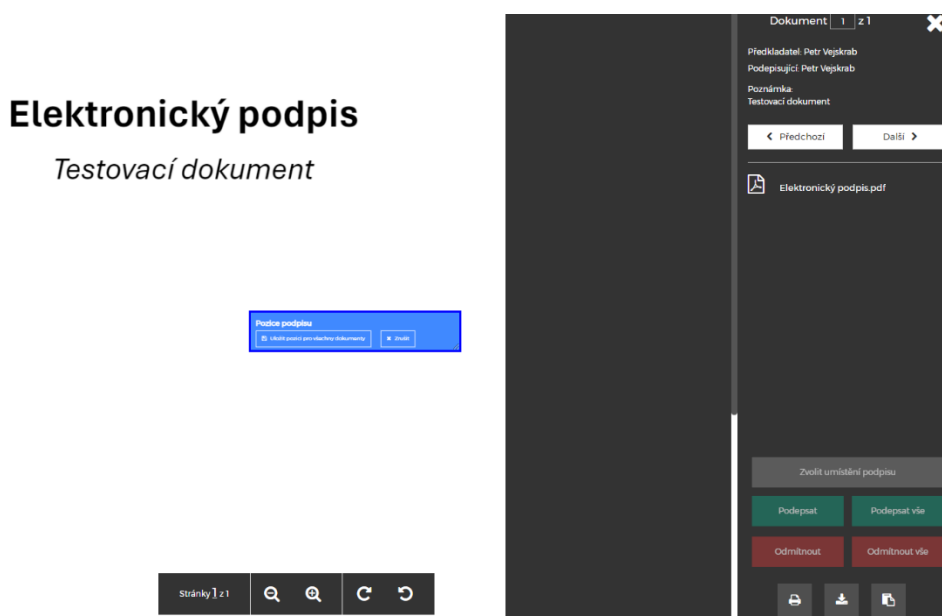 Elektronický podpis
Testovací dokument
Pozice podpisu
Uložit pozici pro všechny dokumenty
Zrušit
Stránky 1 z 1
Dokument 1 z 1
Předkladatel: Petr Vejskrab
Podepisující: Petr Vejskrab
Poznámka:
Testovací dokument
Předchozí
Další
Elektronický podpis.pdf
Zvolit umístění podpisu
Podepsat
Podepsat vše
Odmítnout
Odmítnout vše